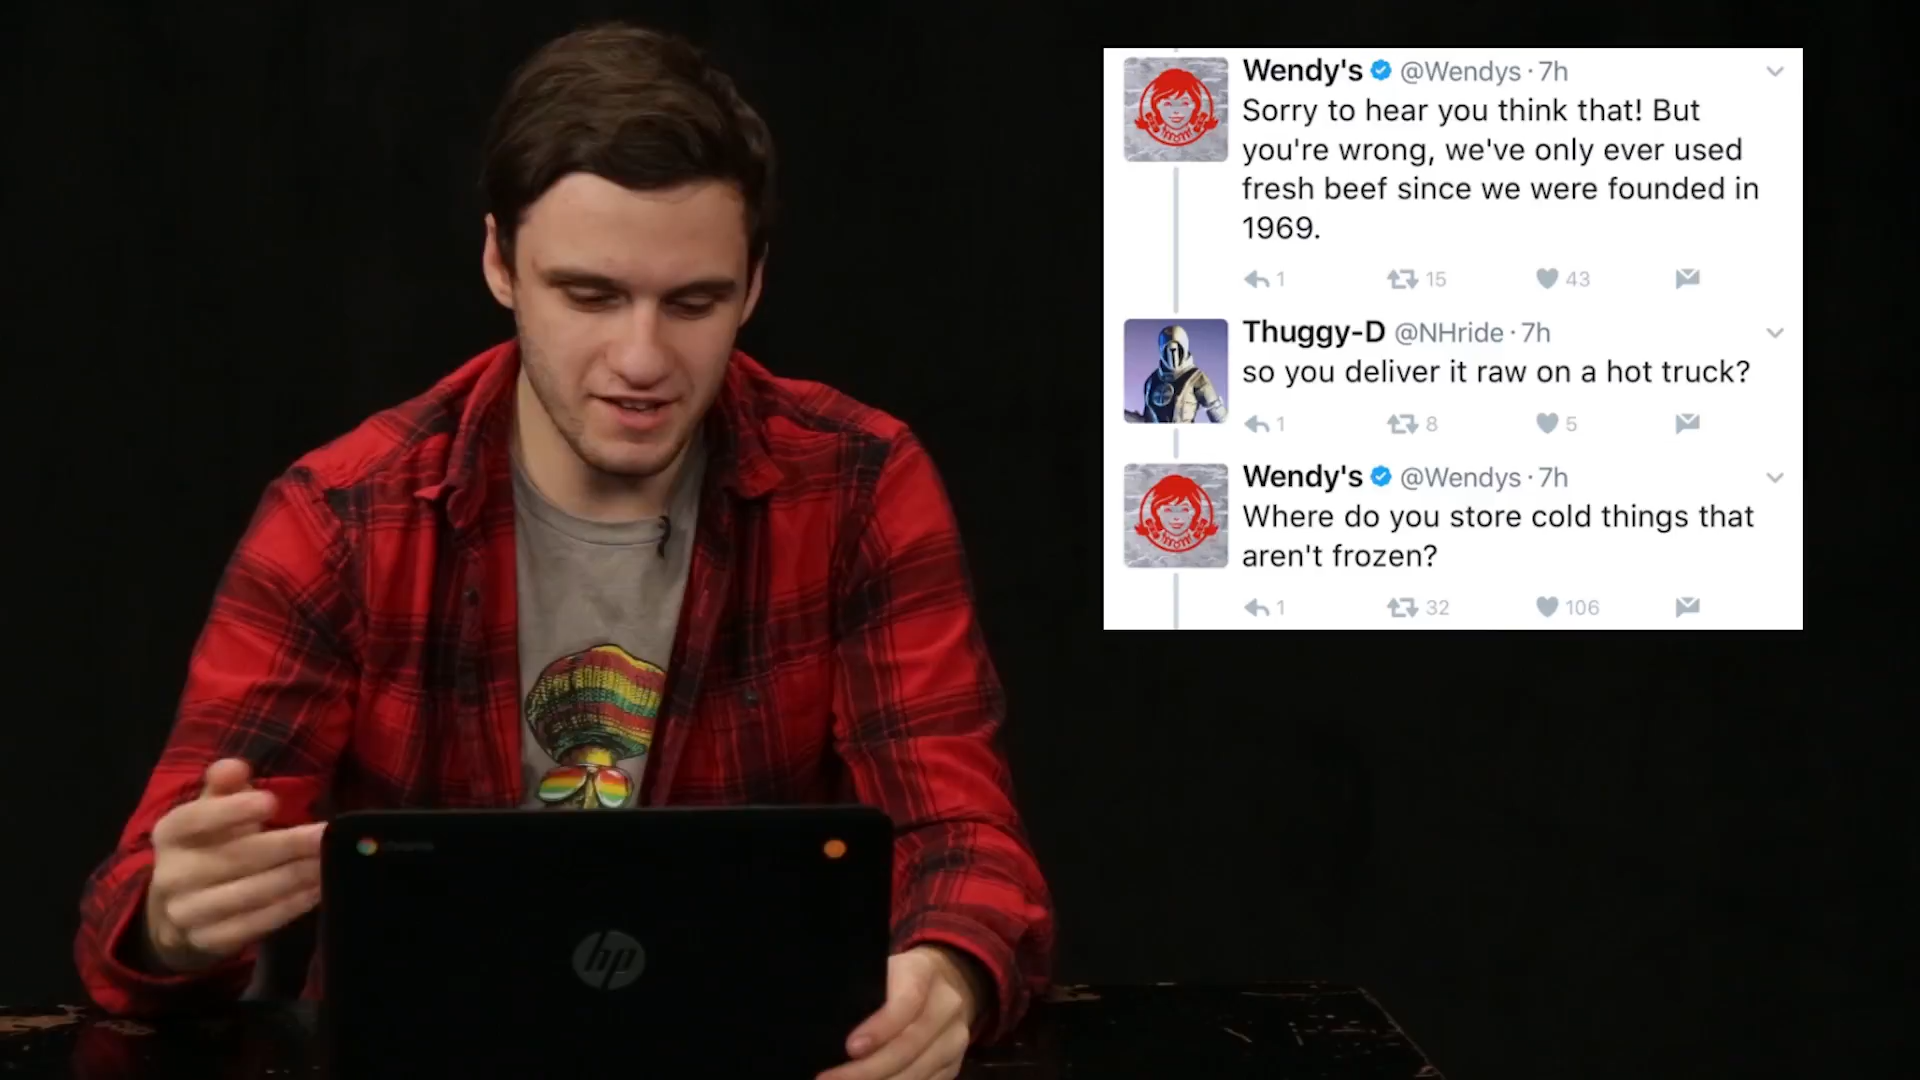 Wendy's @Wendys · 7h
Sorry to hear you think that! But
you're wrong, we've only ever used
fresh beef since we were founded in
1969.
1 15 43
Thuggy-D @NHride · 7h
so you deliver it raw on a hot truck?
1 8 5
Wendy's @Wendys · 7h
Where do you store cold things that
aren't frozen?
1 32 106
chrome
hp